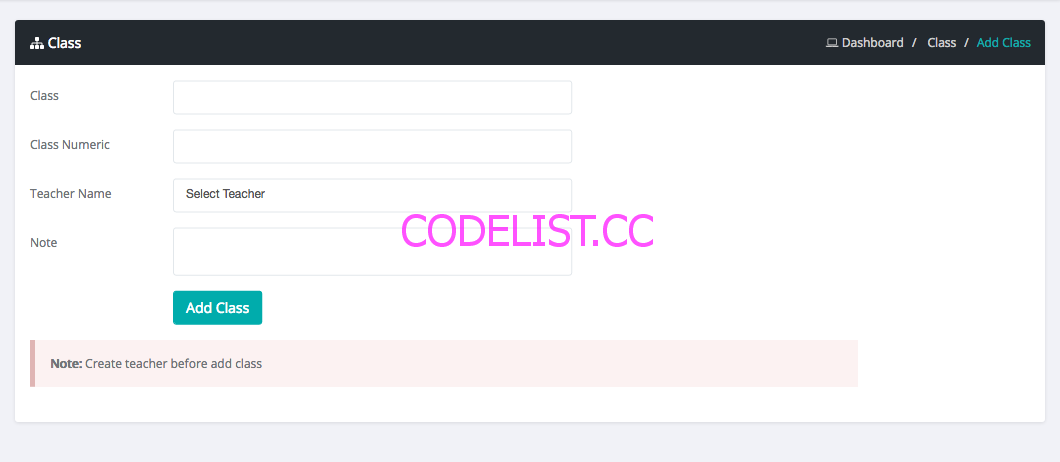 Class
Dashboard / Class / Add Class
Class
Class Numeric
Teacher Name
Select Teacher
Note
CODELIST.CC
Add Class
Note: Create teacher before add class